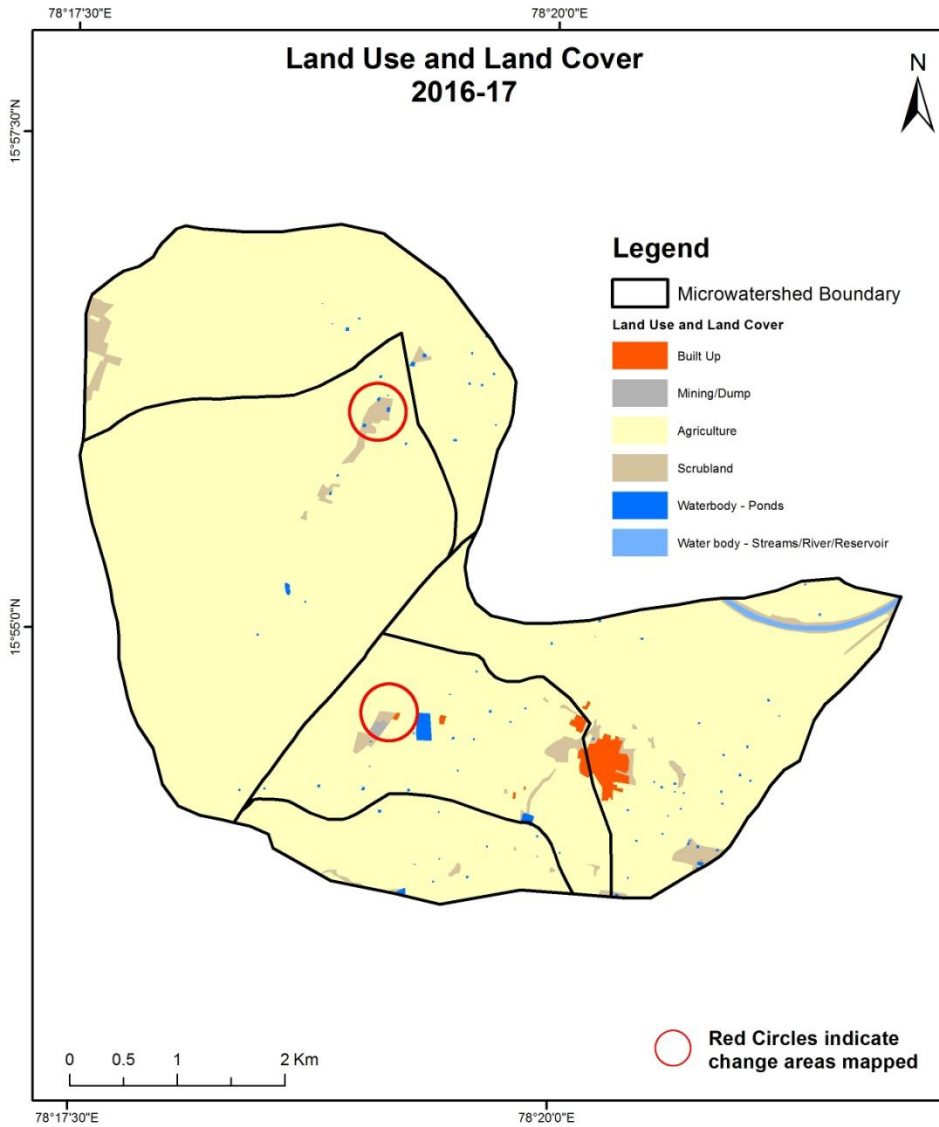 78°17'30"E
78°20'0"E
Land Use and Land Cover
2016-17
N
15°57'30"N
Legend
Microwatershed Boundary
Land Use and Land Cover
Built Up
Mining/Dump
Agriculture
Scrubland
Waterbody - Ponds
Water body - Streams/River/Reservoir
15°55'0"N
Red Circles indicate
change areas mapped
0 0.5 1 2 Km
78°17'30"E
78°20'0"E